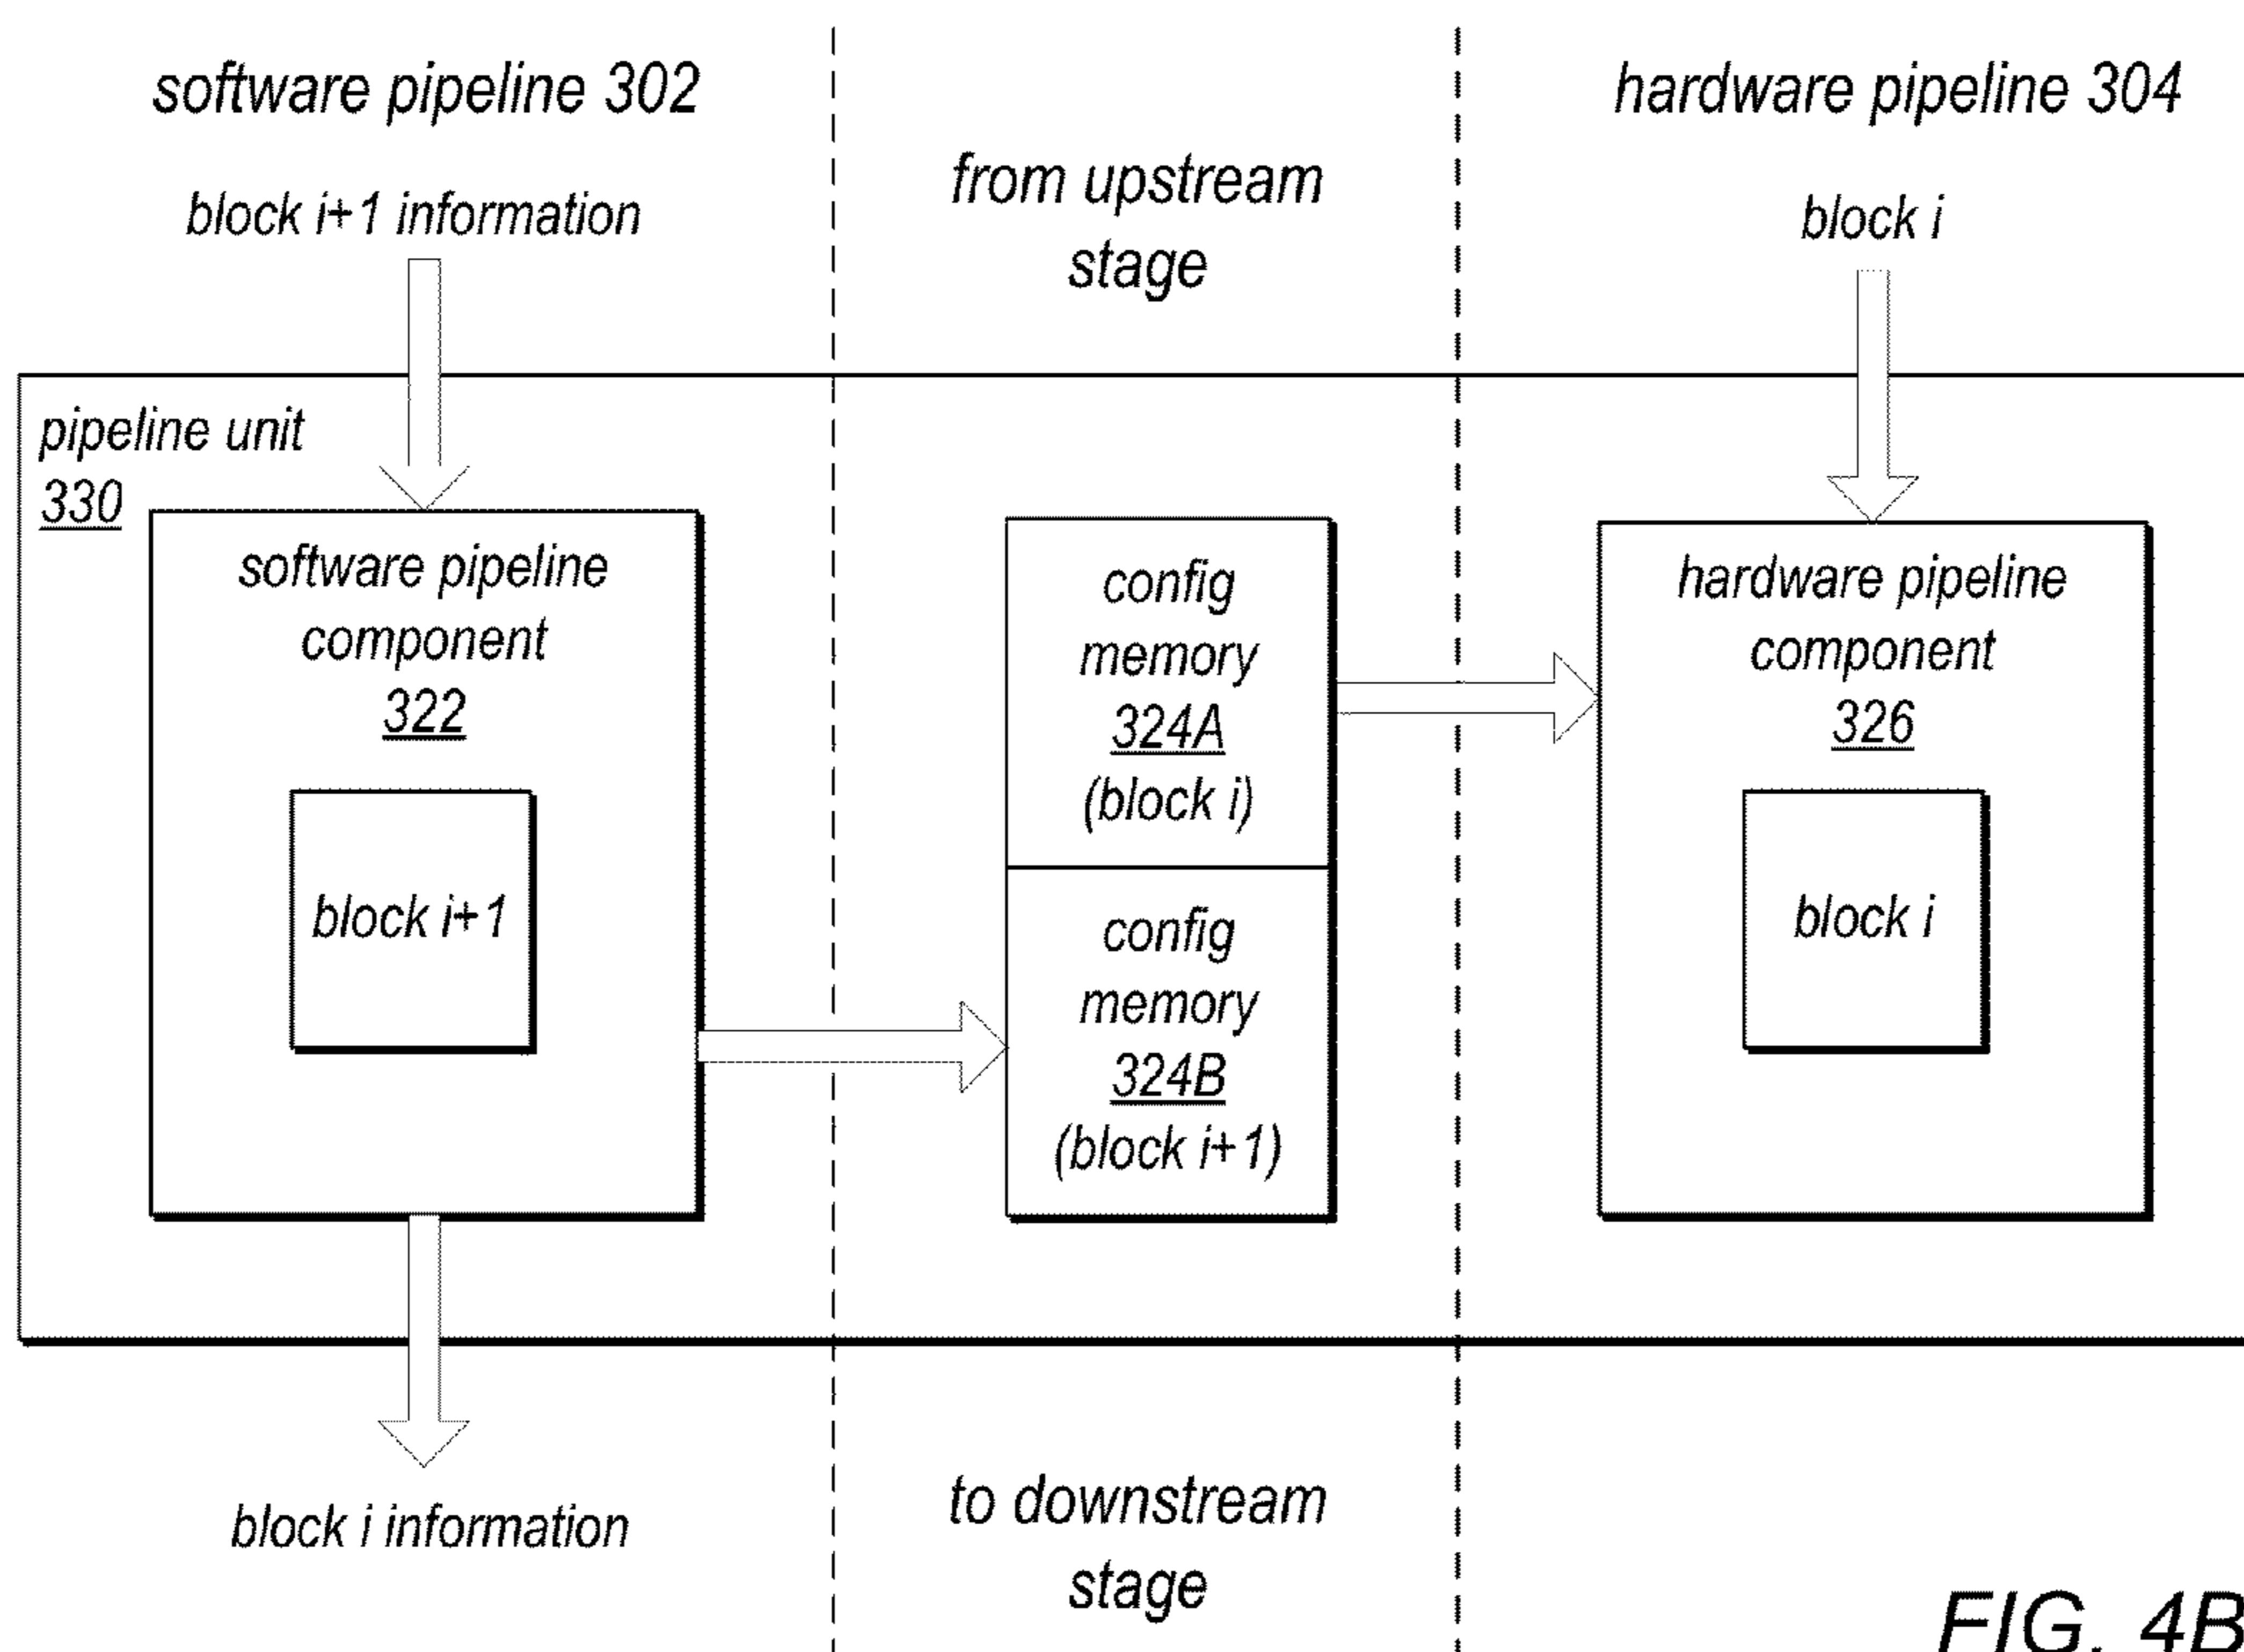 software pipeline 302
hardware pipeline 304
block i+1 information
from upstream
stage
block i
pipeline unit
330
software pipeline
component
322
block i+1
config
memory
324A
(block i)
config
memory
324B
(block i+1)
hardware pipeline
component
326
block i
block i information
to downstream
stage
FIG. 4B